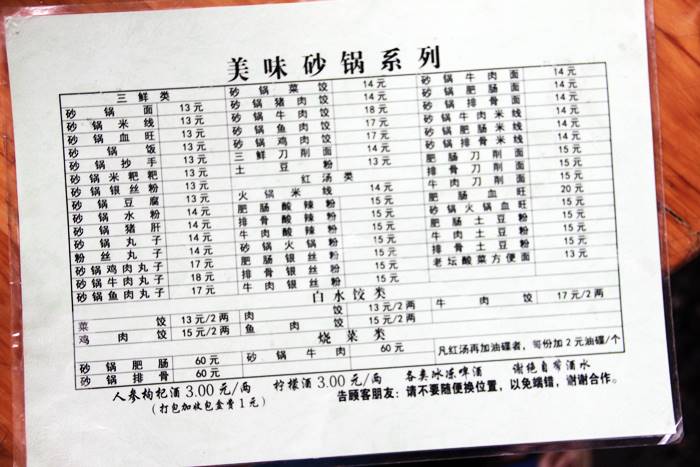 美味砂锅系列
三鲜类 砂锅菜饺 14元 砂锅牛肉面 14元
砂锅面 13元 砂锅猪肉饺 14元 砂锅肥肠面 14元
砂锅米线 13元 砂锅牛肉饺 18元 砂锅排骨面 14元
砂锅血旺 13元 砂锅鱼肉饺 17元 砂锅牛肉米线 14元
砂锅饭 13元 砂锅鸡肉饺 17元 砂锅肥肠米线 14元
砂锅抄手 13元 三鲜刀削面 14元 砂锅排骨米线 14元
砂锅米粑粑 13元 土豆粉 13元 肥肠刀削面 15元
砂锅银丝粉 13元 红汤类 排骨刀削面 15元
砂锅豆腐 13元 火锅米线 14元 牛肉刀削面 15元
砂锅水粉 14元 肥肠酸辣粉 15元 肥肠血旺 20元
砂锅猪肝 14元 排骨酸辣粉 15元 砂锅火锅血旺 15元
砂锅丸子 14元 牛肉酸辣粉 15元 肥肠土豆粉 15元
粉丝丸子 14元 砂锅火锅粉 15元 牛肉土豆粉 15元
砂锅鸡肉丸子 17元 肥肠银丝粉 15元 排骨土豆粉 15元
砂锅牛肉丸子 18元 排骨银丝粉 15元 老坛酸菜方便面 13元
砂锅鱼肉丸子 17元 牛肉银丝粉 15元
白水饺类
菜饺 13元/2两 肉饺 13元/2两 牛肉饺 17元/2两
鸡肉饺 15元/2两 鱼肉饺 15元/2两
烧菜类
砂锅肥肠 60元 砂锅牛肉 60元 凡红汤再加油碟者，每份加2元油碟/个
砂锅排骨 60元
人参枸杞酒3.00元/两 柠檬酒3.00元/两 各类冰冻啤酒 谢绝自带酒水
(打包加收包盒费1元) 告顾客朋友：请不要随便换位置，以免端错，谢谢合作。